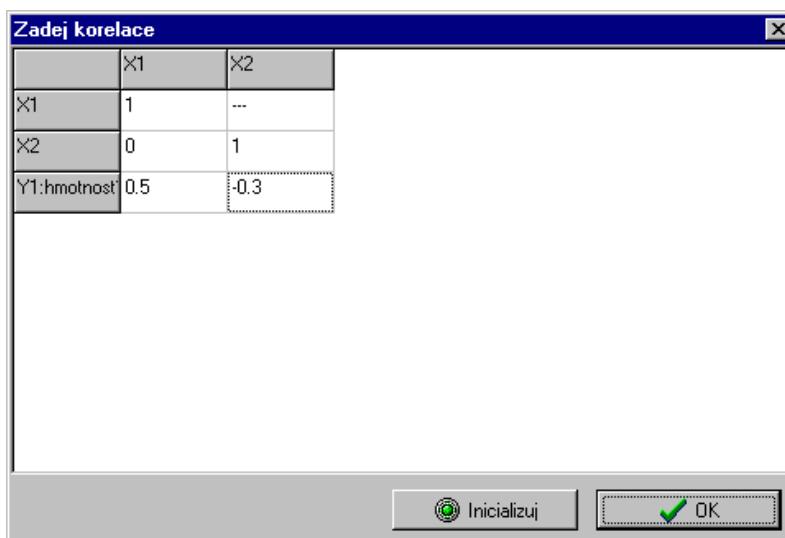 Zadej korelace
X1 X2
X1 1 ---
X2 0 1
Y1:hmotnost 0.5 -0.3
Inicializuj OK